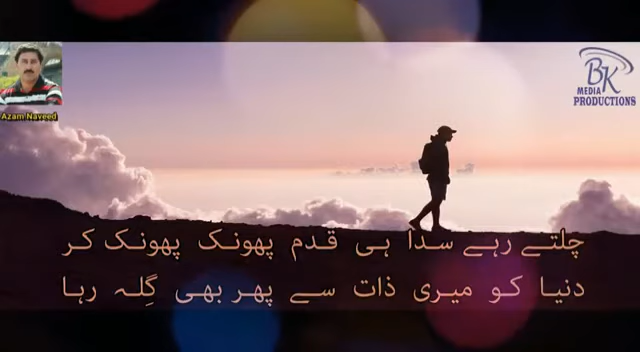 BK
MEDIA
PRODUCTIONS
Azam Naveed
چلتے رہے سدا ہی قدم پھونک پھونک کر
دنیا کو میری ذات سے پھر بھی گِلہ رہا